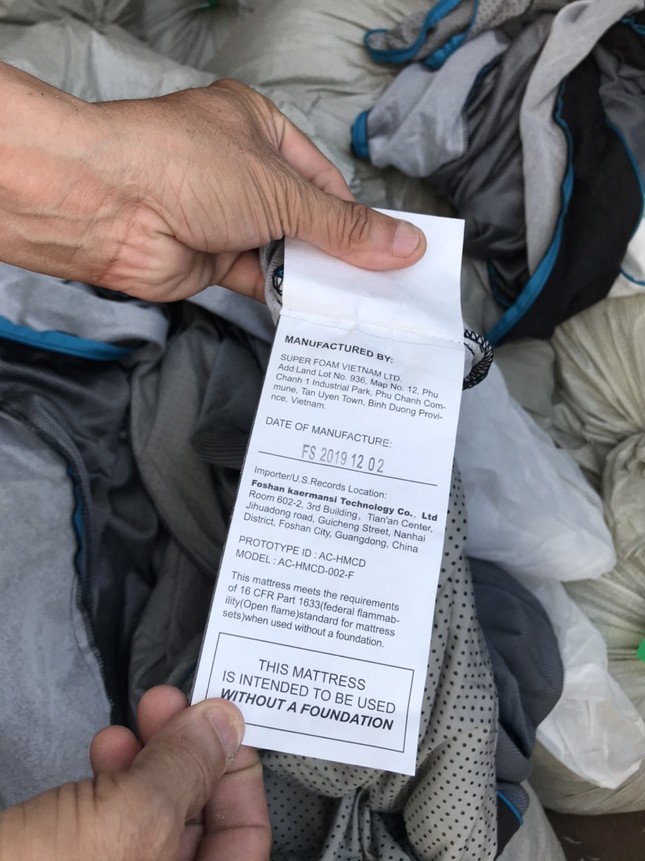 MANUFACTURED BY:
SUPER FOAM VIETNAM LTD.
Add:Land Lot No. 936, Map No. 12, Phu
Chanh 1 Industrial Park, Phu Chanh Com-
mune, Tan Uyen Town, Binh Duong Provi-
nce, Vietnam.
DATE OF MANUFACTURE:
FS 2019 12 02
Importer/U.S.Records Location:
Foshan kaermansi Technology Co., Ltd
Room 602-2, 3rd Building, Tian'an Center,
Jihuadong road, Guicheng Street, Nanhai
District, Foshan City, Guangdong, China
PROTOTYPE ID : AC-HMCD
MODEL : AC-HMCD-002-F
This mattress meets the requirements
of 16 CFR Part 1633(federal flammab-
ility(Open flame)standard for mattress
sets)when used without a foundation.
THIS MATTRESS
IS INTENDED TO BE USED
WITHOUT A FOUNDATION